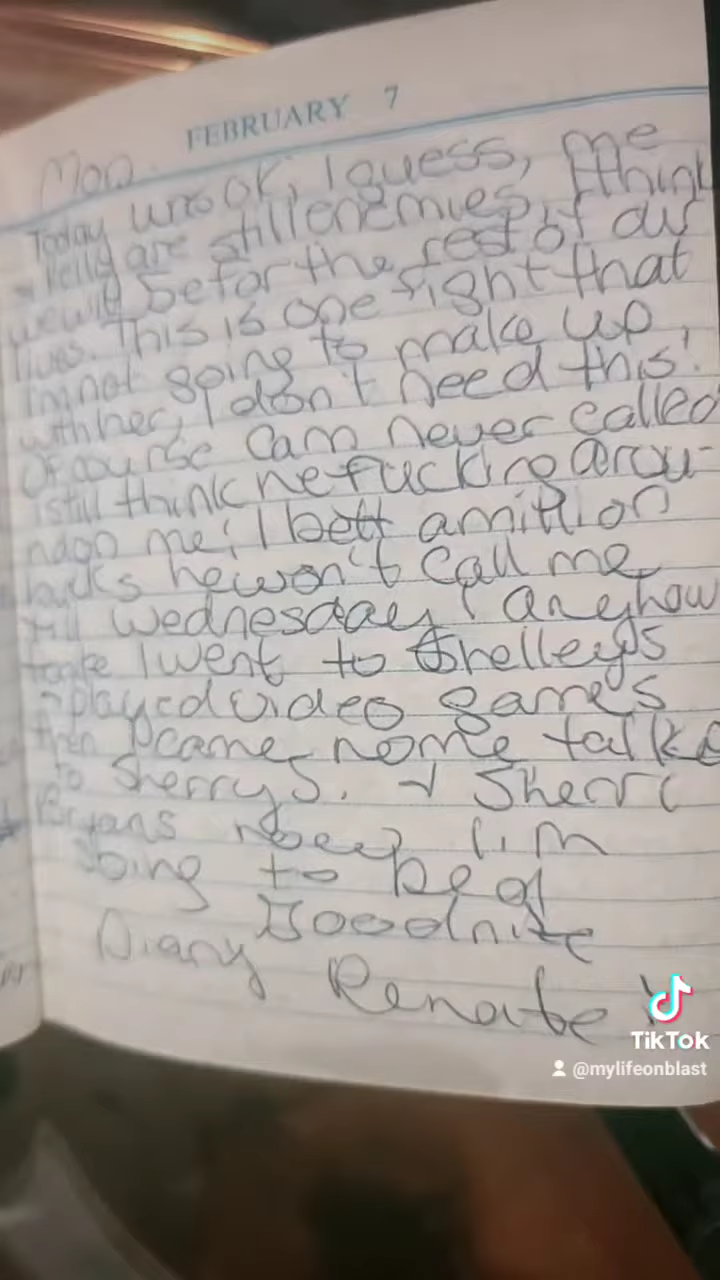 FEBRUARY 7
Mon.
Today was ok, I guess, me
+ Kelly are still enemies, I think
we will be for the rest of our
lives. This is one fight that
I'm not going to make up
with her, I don't need this!
Of course Cam never called
I still think he fucking arou-
nd on me! I bett a million
bucks he won't call me
till Wednesday! Anyhow
I went to Shelleys
+ played video games
then I came home talked
to Sherry S. + Sherri
Bryans I'm
going to bed
Goodnite
Diary Renate!
TikTok
@mylifeonblast